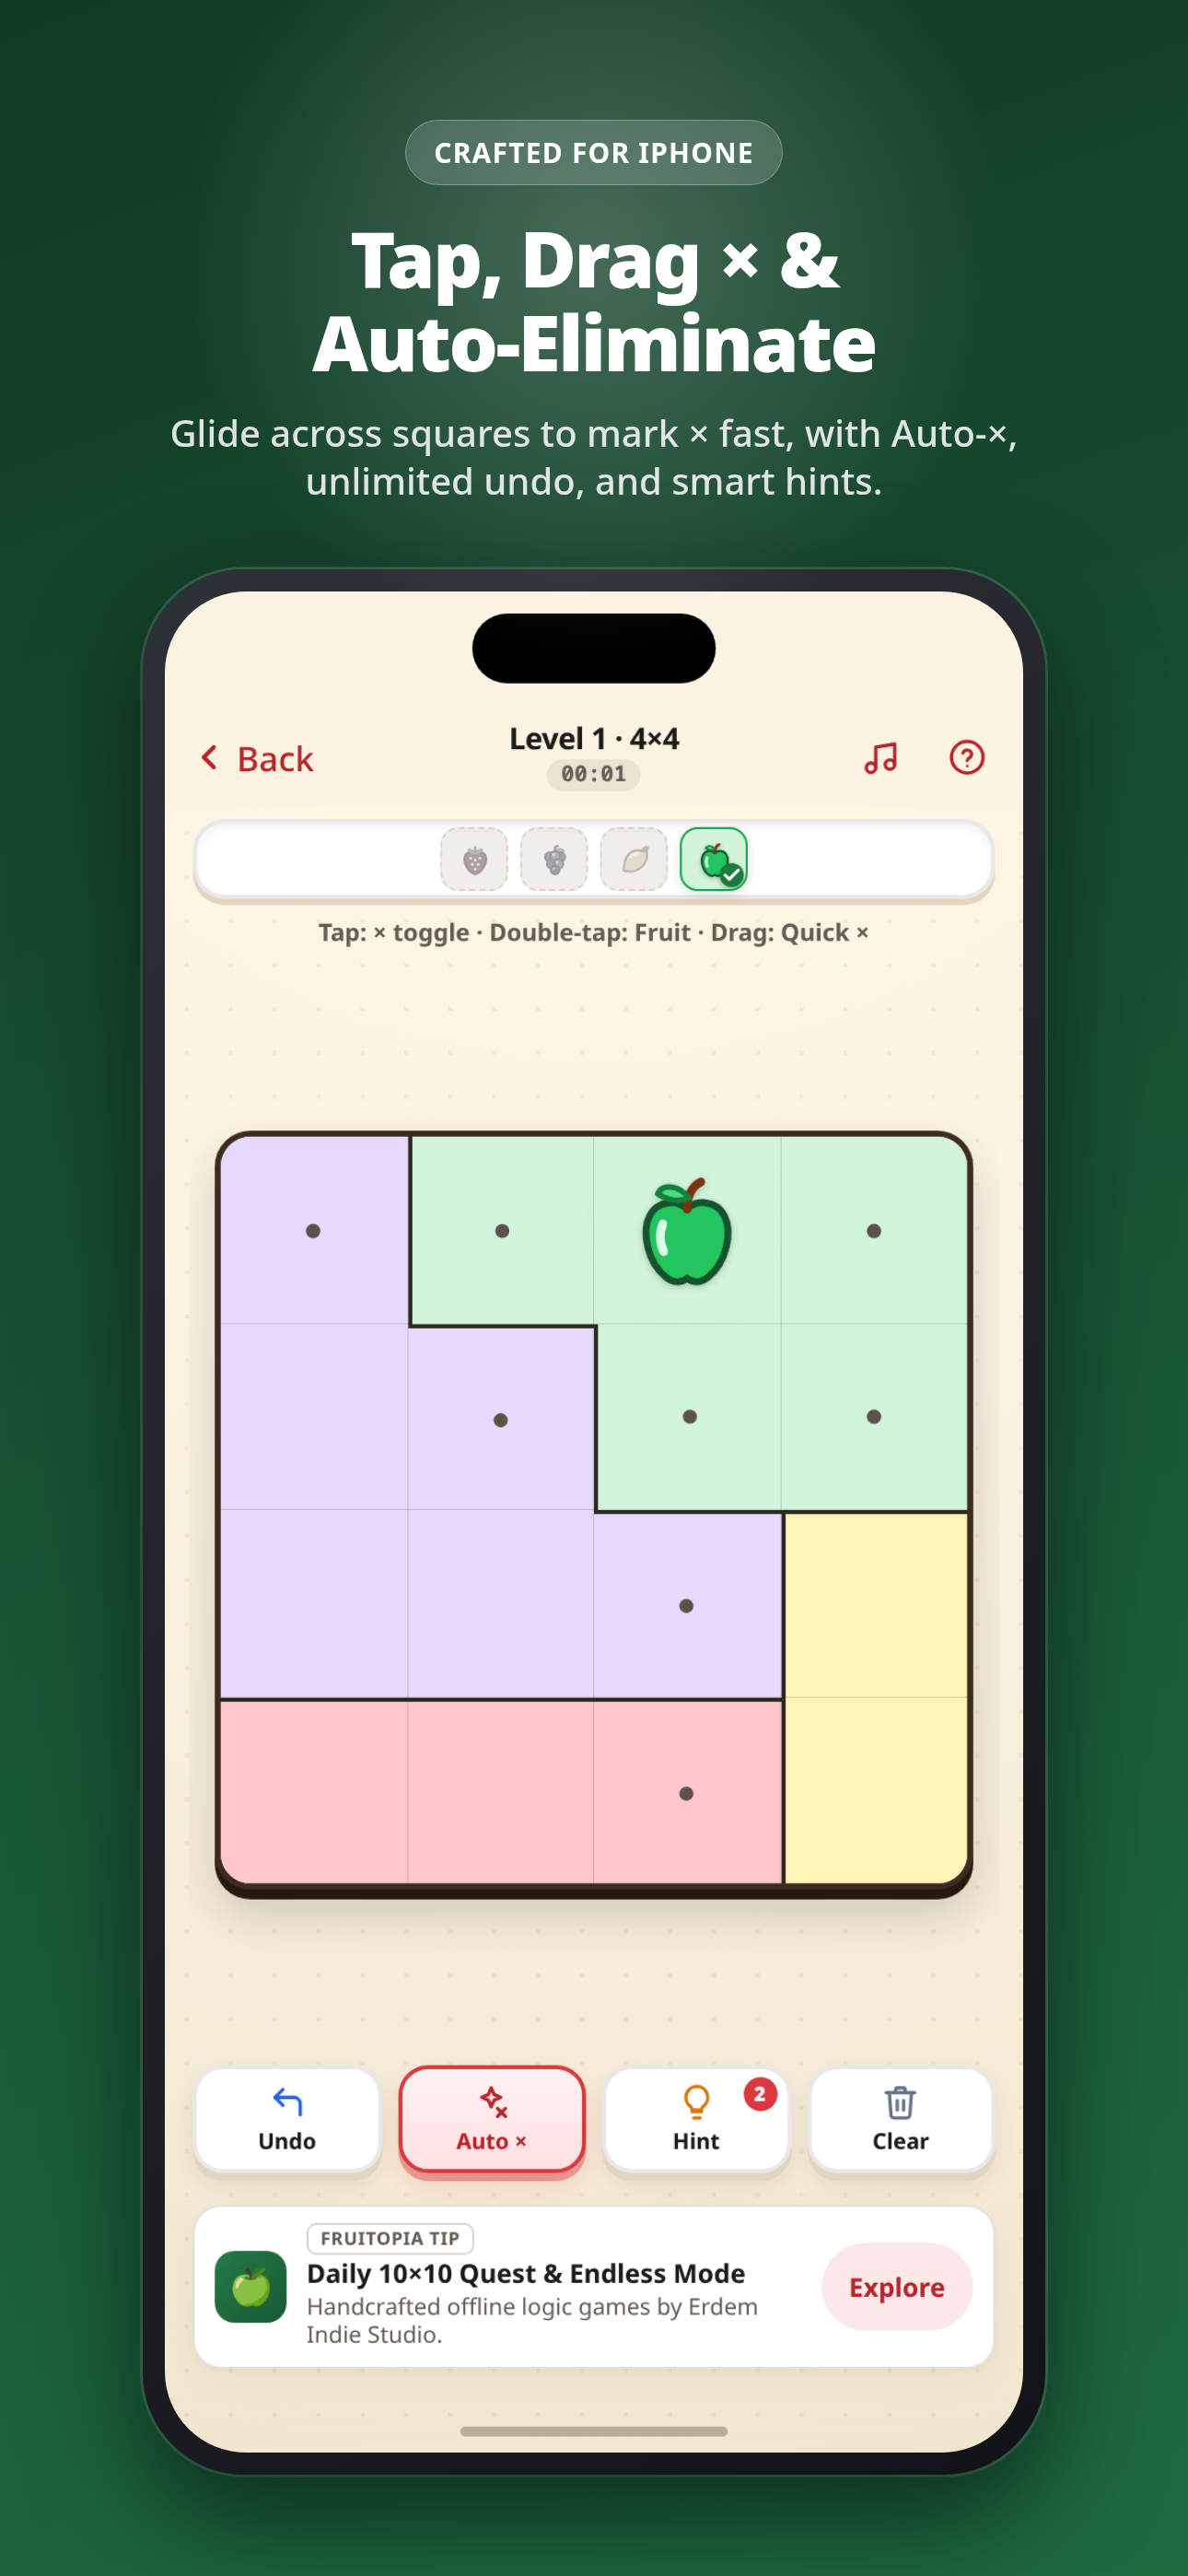 CRAFTED FOR IPHONE
Tap, Drag × &
Auto-Eliminate
Glide across squares to mark × fast, with Auto-×,
unlimited undo, and smart hints.
Back
Level 1 · 4×4
00:01
Tap: × toggle · Double-tap: Fruit · Drag: Quick ×
Undo
Auto ×
Hint
2
Clear
FRUITOPIA TIP
Daily 10×10 Quest & Endless Mode
Handcrafted offline logic games by Erdem
Indie Studio.
Explore